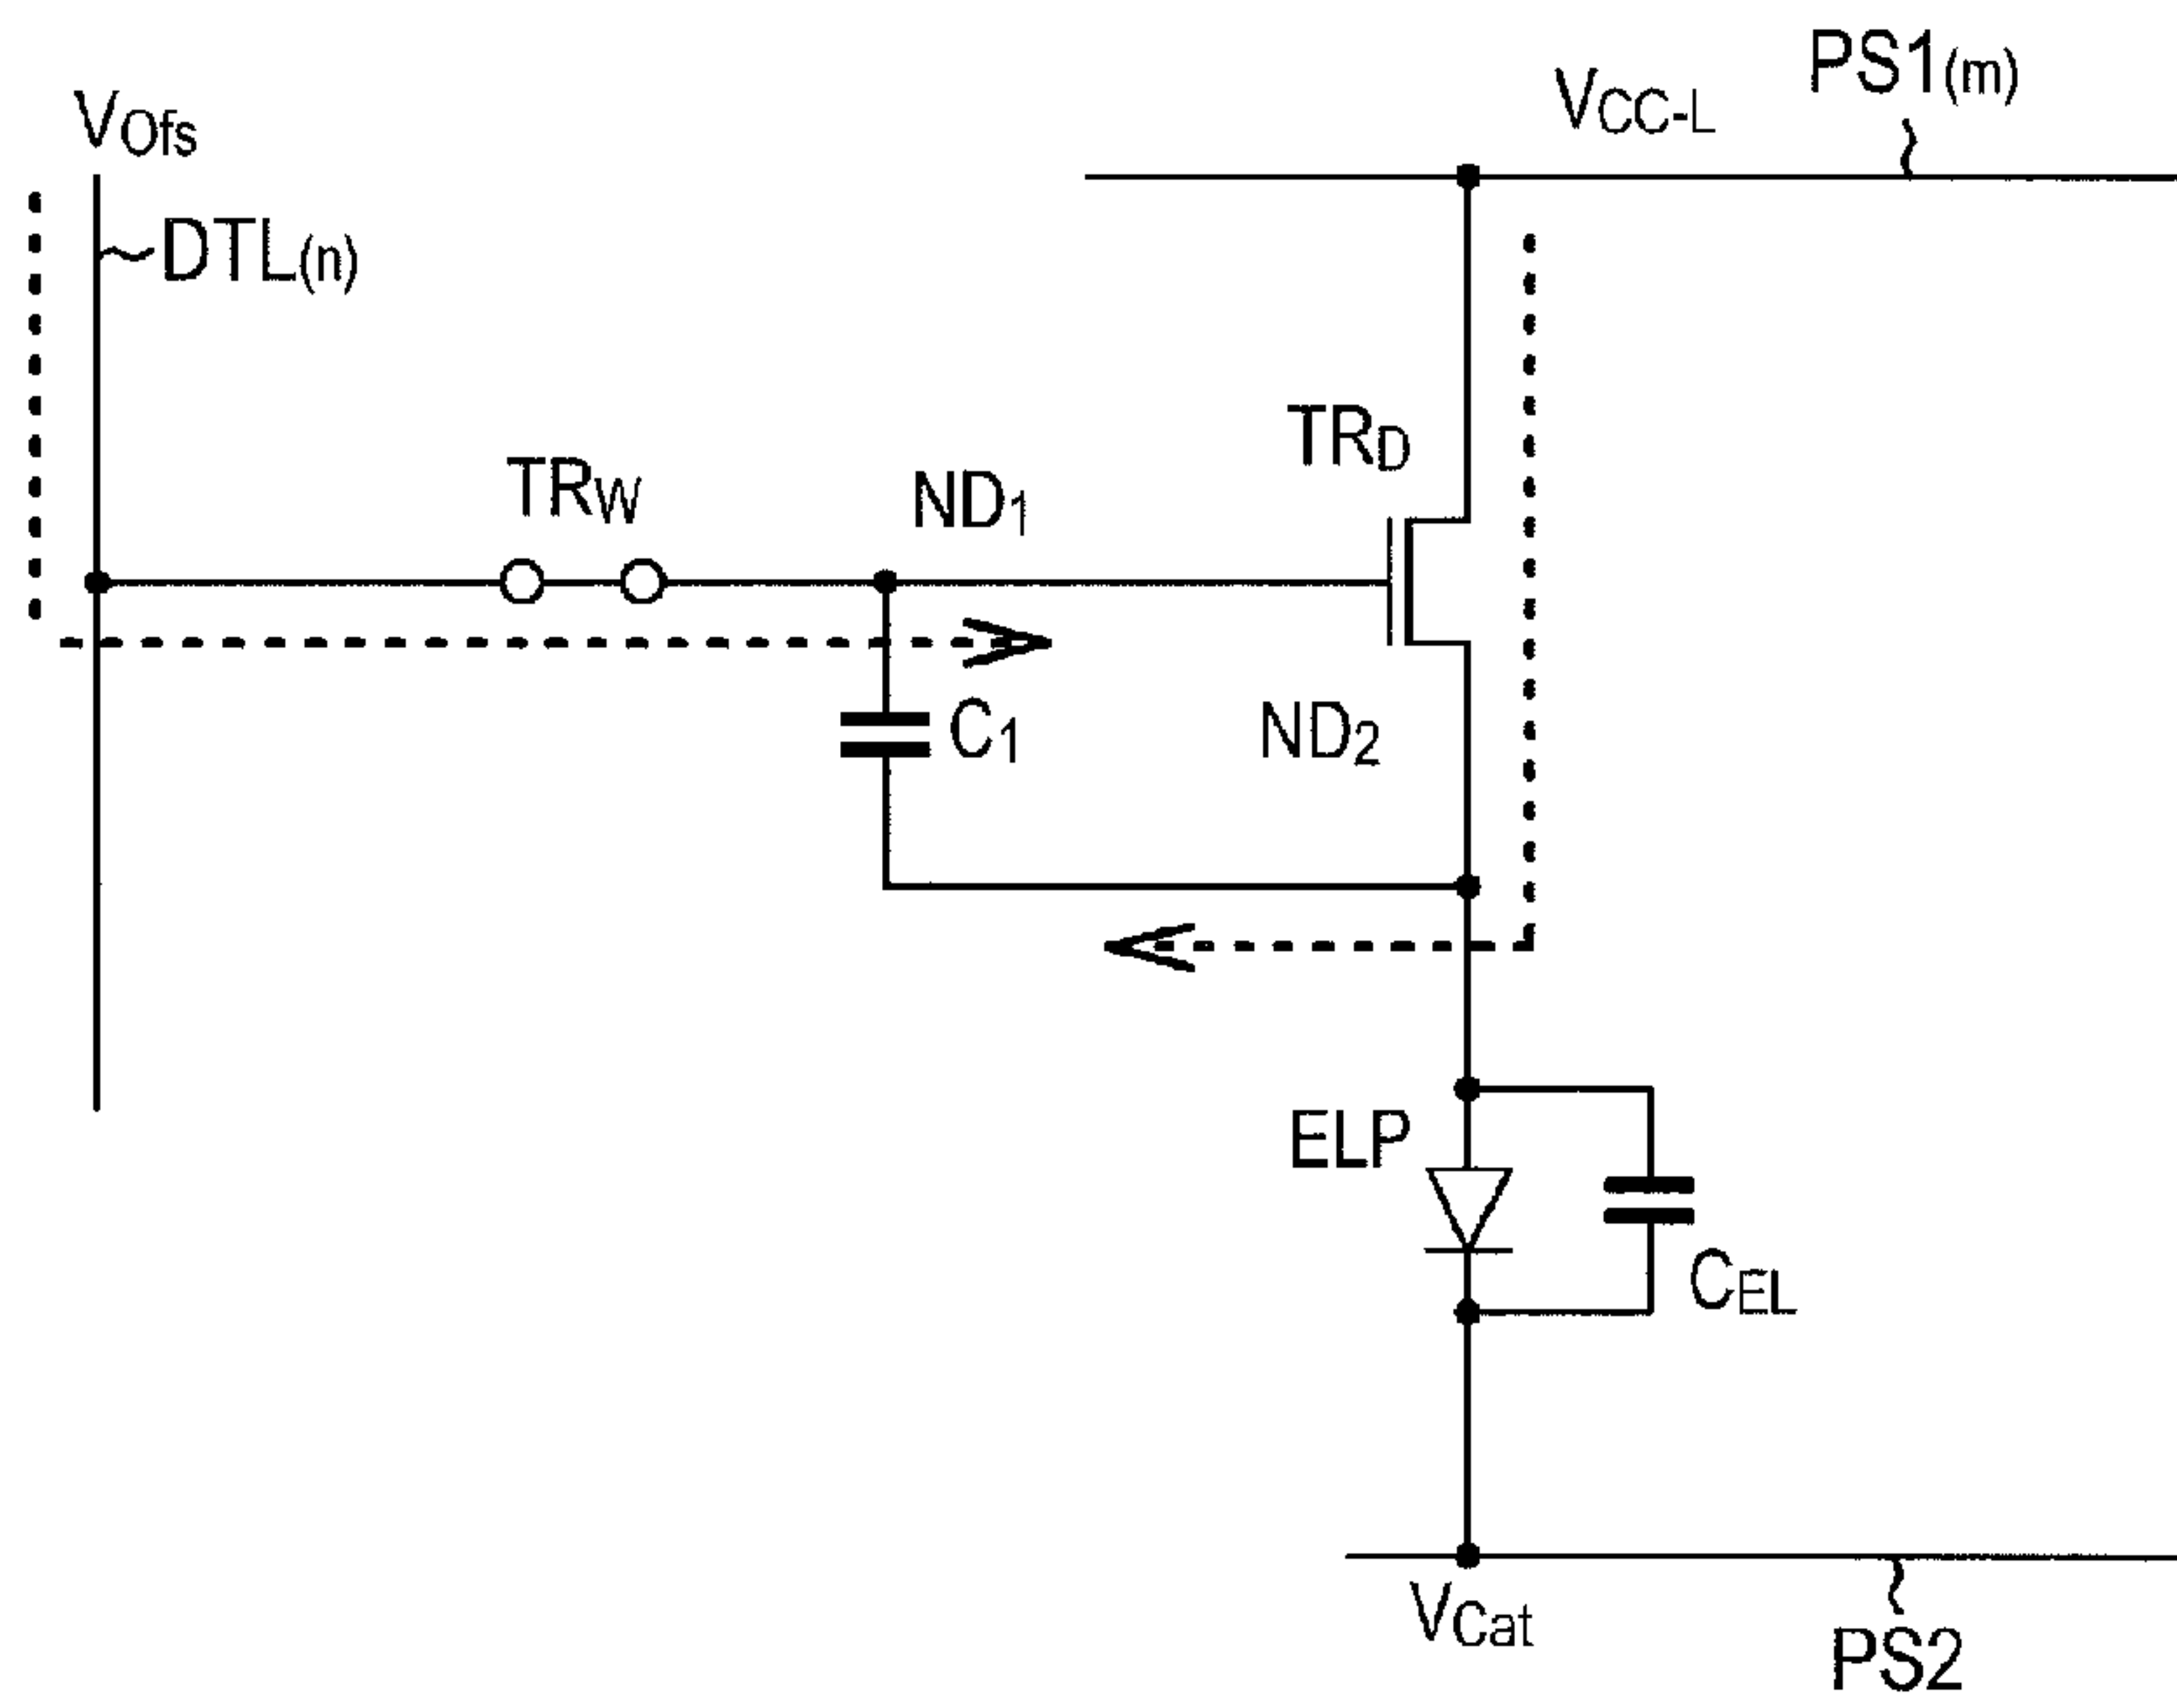 PS1(m)
VCC-L
VOfs
DTL(n)
TRD
TRW
ND1
C1
ND2
ELP
CEL
VCat
PS2